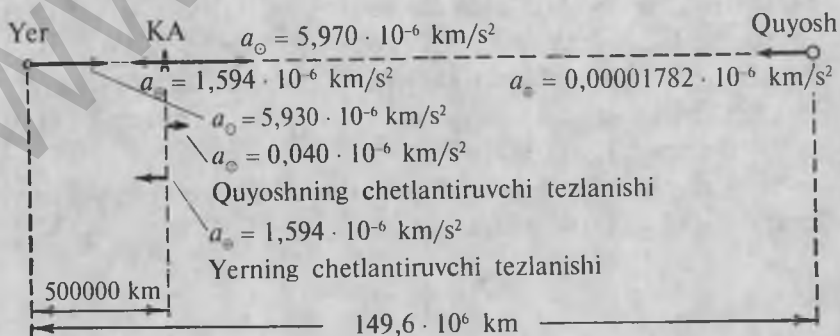 Yer KA a☉ = 5,970 · 10⁻⁶ km/s² Quyosh
a⊕ = 1,594 · 10⁻⁶ km/s² a⊕ = 0,00001782 · 10⁻⁶ km/s²
a☉ = 5,930 · 10⁻⁶ km/s²
a☉ = 0,040 · 10⁻⁶ km/s²
Quyoshning chetlantiruvchi tezlanishi
a⊕ = 1,594 · 10⁻⁶ km/s²
Yerning chetlantiruvchi tezlanishi
500000 km
149,6 · 10⁶ km